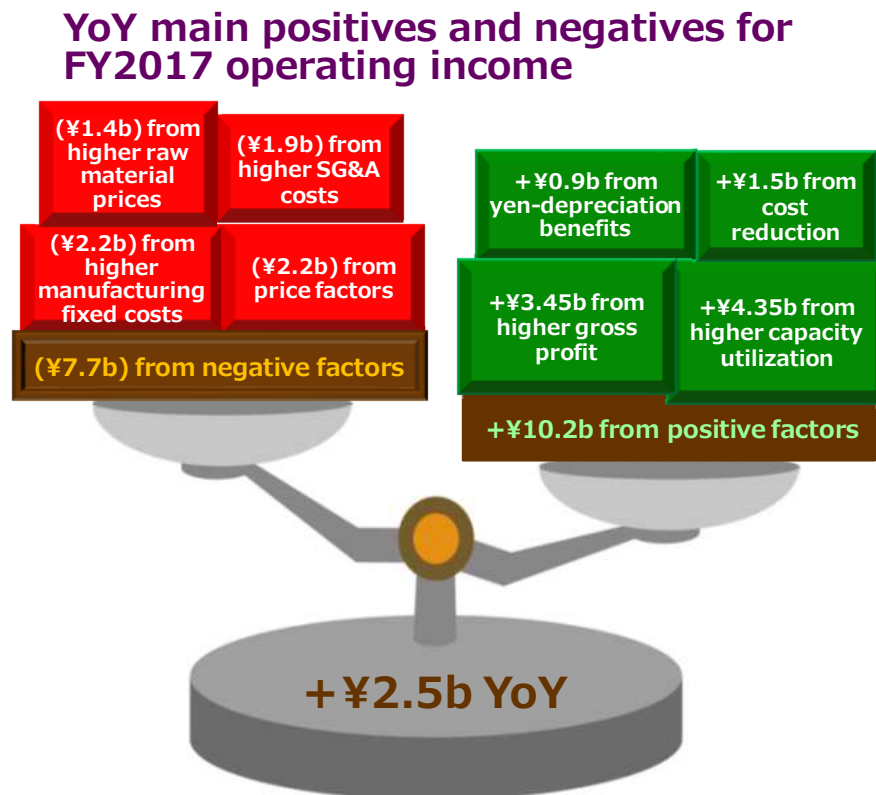 YoY main positives and negatives for
FY2017 operating income
(¥1.4b) from
higher raw
material
prices
(¥1.9b) from
higher SG&A
costs
(¥2.2b) from
higher
manufacturing
fixed costs
(¥2.2b) from
price factors
(¥7.7b) from negative factors
+¥0.9b from
yen-depreciation
benefits
+¥1.5b from
cost
reduction
+¥3.45b from
higher gross
profit
+¥4.35b from
higher capacity
utilization
+¥10.2b from positive factors
+¥2.5b YoY